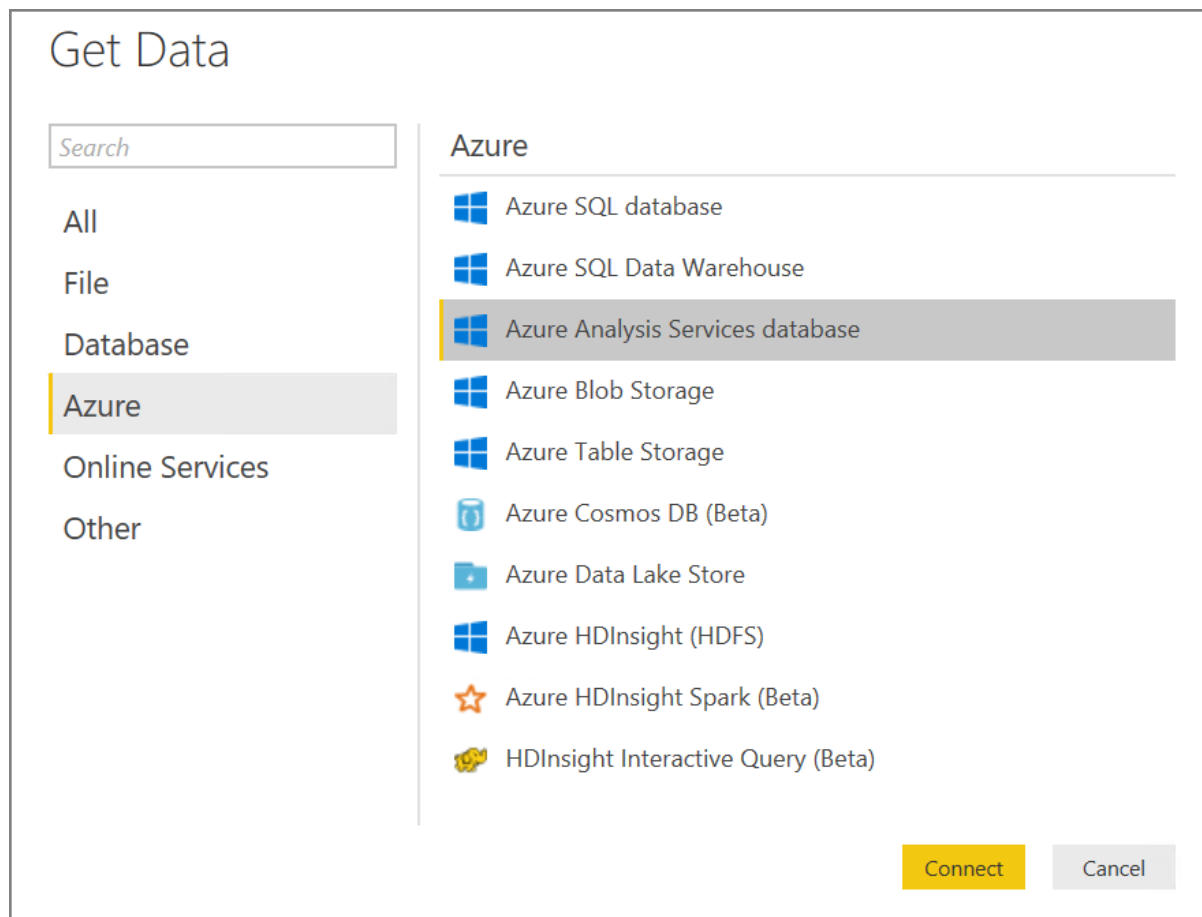 Get Data
Search
All
File
Database
Azure
Online Services
Other
Azure
Azure SQL database
Azure SQL Data Warehouse
Azure Analysis Services database
Azure Blob Storage
Azure Table Storage
Azure Cosmos DB (Beta)
Azure Data Lake Store
Azure HDInsight (HDFS)
Azure HDInsight Spark (Beta)
HDInsight Interactive Query (Beta)
Connect
Cancel